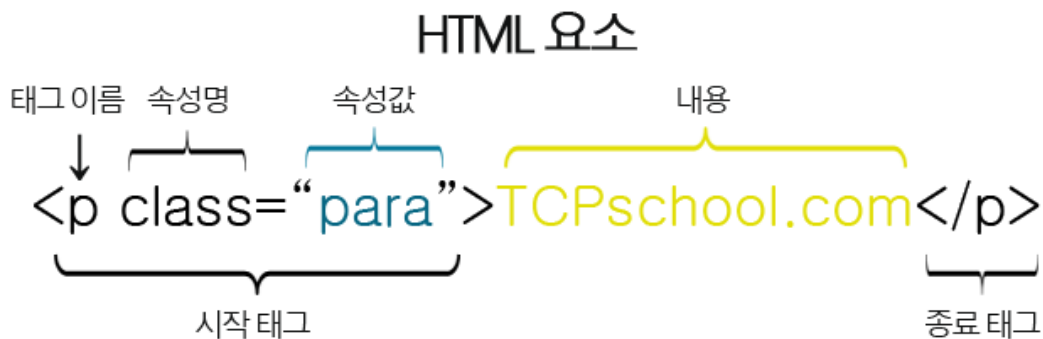 HTML 요소
태그 이름 속성명 속성값 내용
<p class=“para”>TCPschool.com</p>
시작 태그 종료 태그